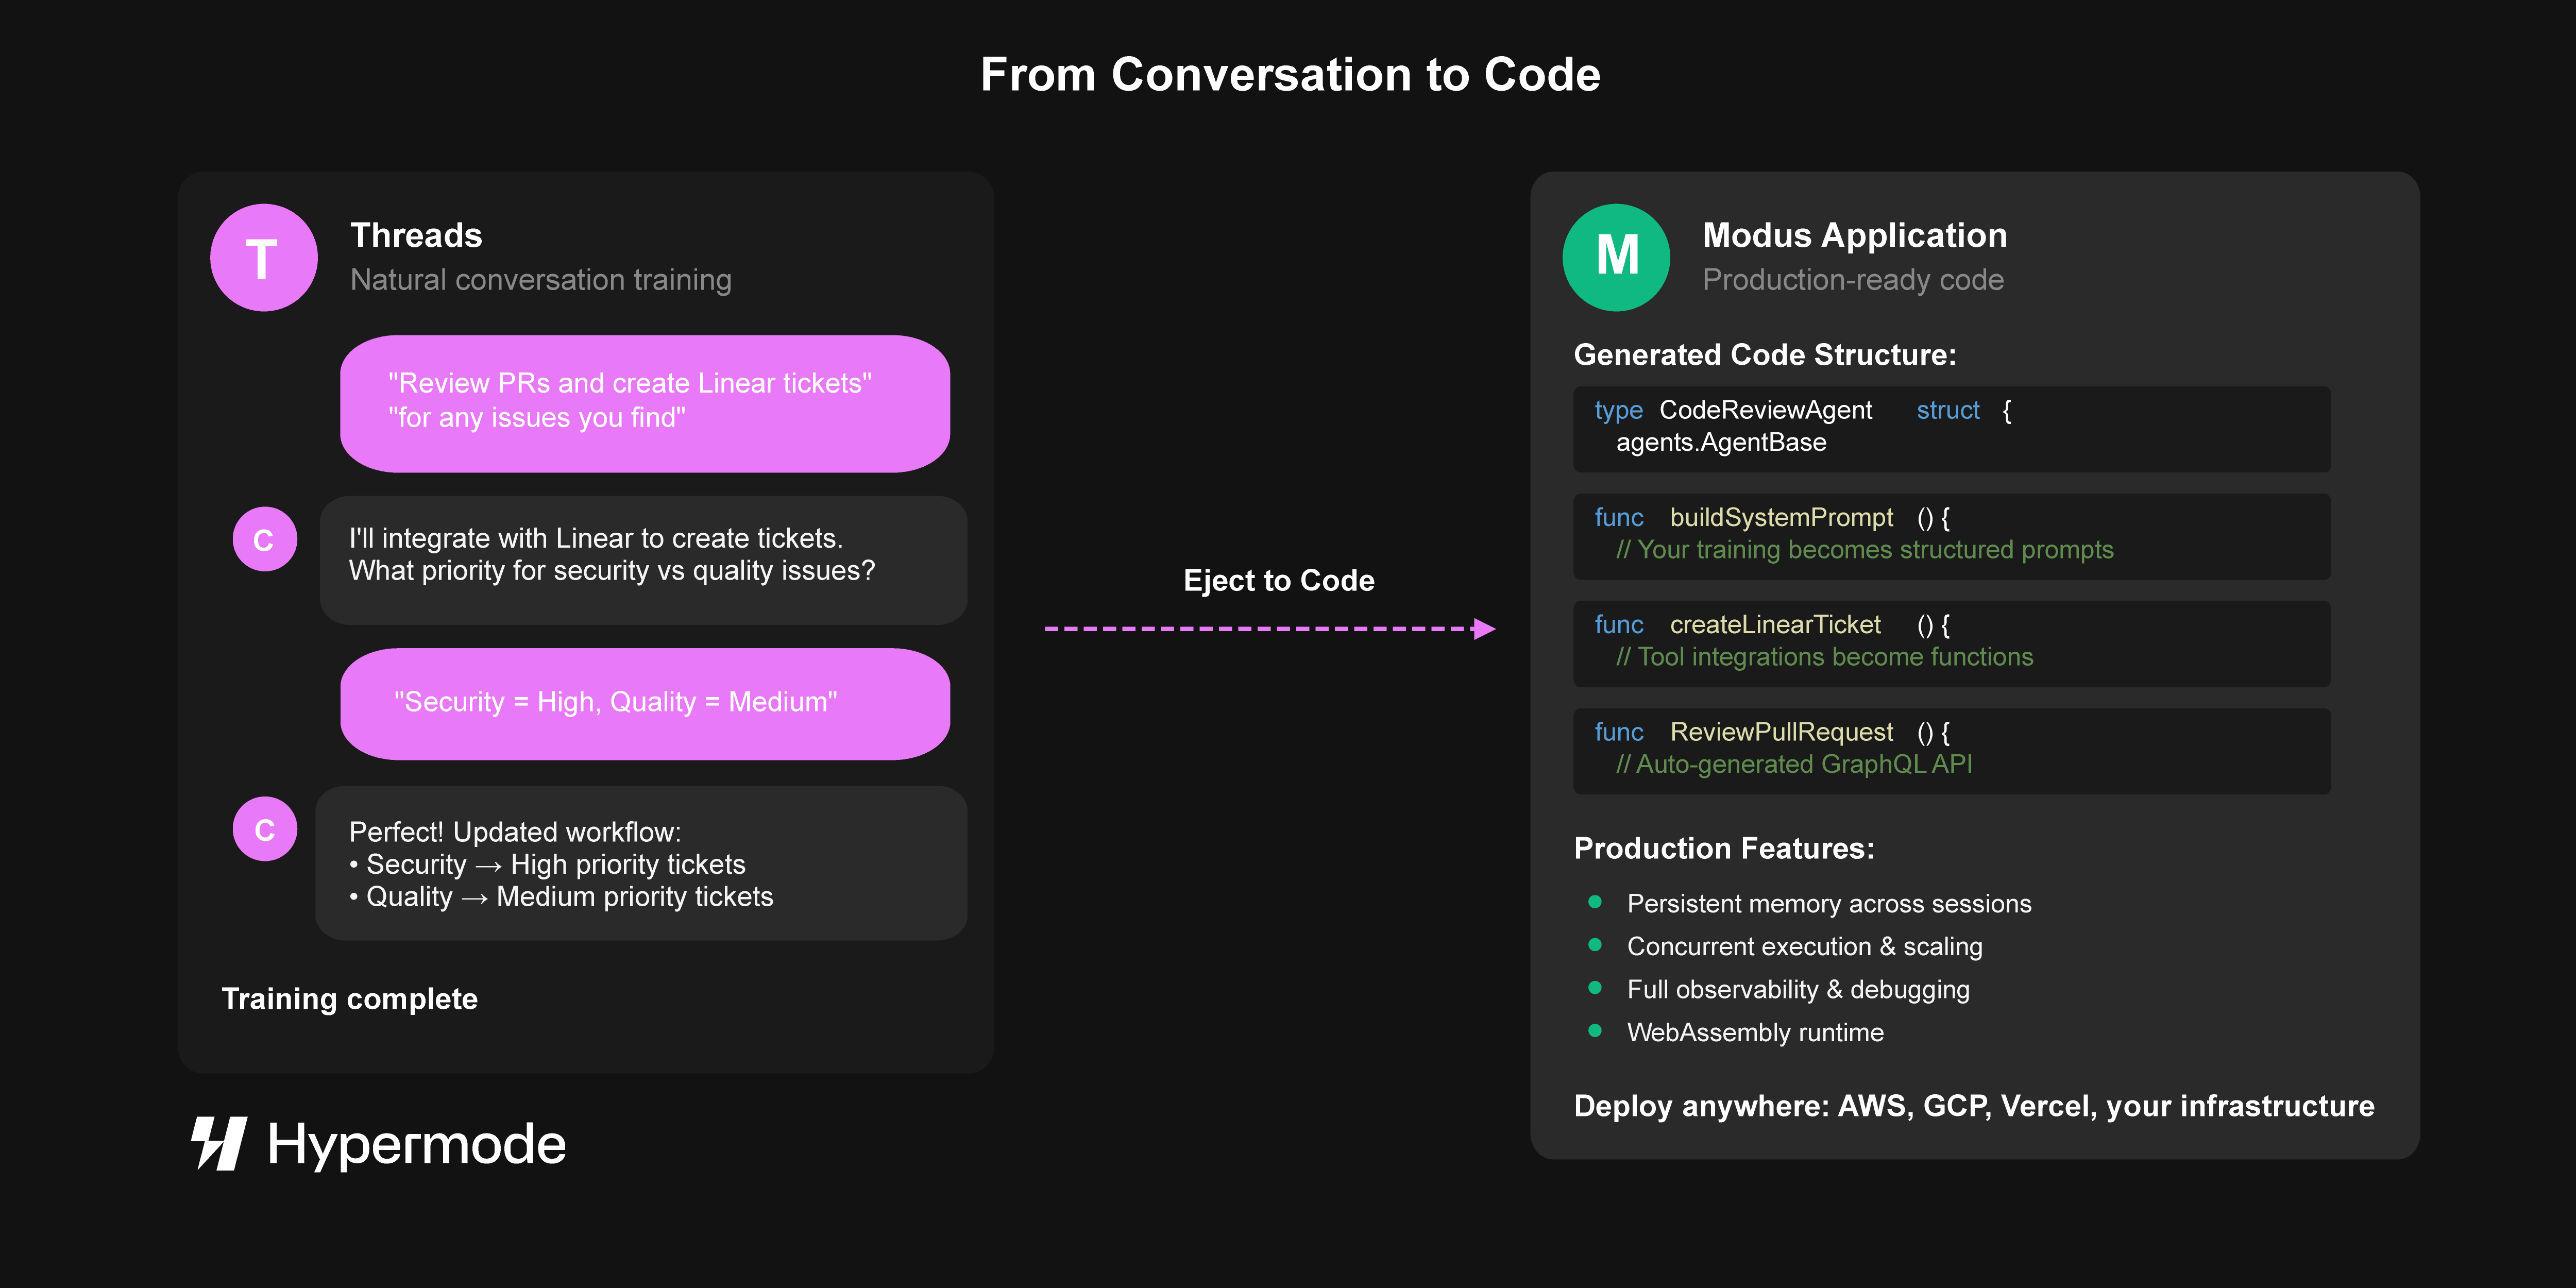 From Conversation to Code
T
Threads
Natural conversation training
"Review PRs and create Linear tickets"
"for any issues you find"
C
I'll integrate with Linear to create tickets.
What priority for security vs quality issues?
"Security = High, Quality = Medium"
C
Perfect! Updated workflow:
• Security → High priority tickets
• Quality → Medium priority tickets
Training complete
Hypermode
Eject to Code
M
Modus Application
Production-ready code
Generated Code Structure:
type CodeReviewAgent struct {
agents.AgentBase
func buildSystemPrompt () {
// Your training becomes structured prompts
func createLinearTicket () {
// Tool integrations become functions
func ReviewPullRequest () {
// Auto-generated GraphQL API
Production Features:
● Persistent memory across sessions
● Concurrent execution & scaling
● Full observability & debugging
● WebAssembly runtime
Deploy anywhere: AWS, GCP, Vercel, your infrastructure